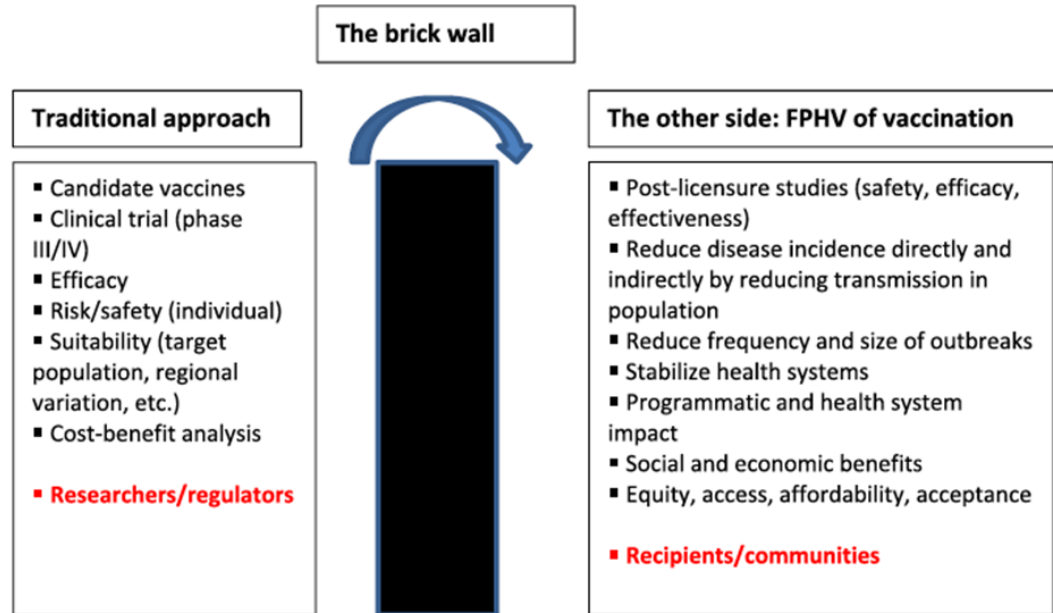 The brick wall
Traditional approach
▪ Candidate vaccines
▪ Clinical trial (phase
III/IV)
▪ Efficacy
▪ Risk/safety (individual)
▪ Suitability (target
population, regional
variation, etc.)
▪ Cost-benefit analysis
▪ Researchers/regulators
The other side: FPHV of vaccination
▪ Post-licensure studies (safety, efficacy,
effectiveness)
▪ Reduce disease incidence directly and
indirectly by reducing transmission in
population
▪ Reduce frequency and size of outbreaks
▪ Stabilize health systems
▪ Programmatic and health system
impact
▪ Social and economic benefits
▪ Equity, access, affordability, acceptance
▪ Recipients/communities